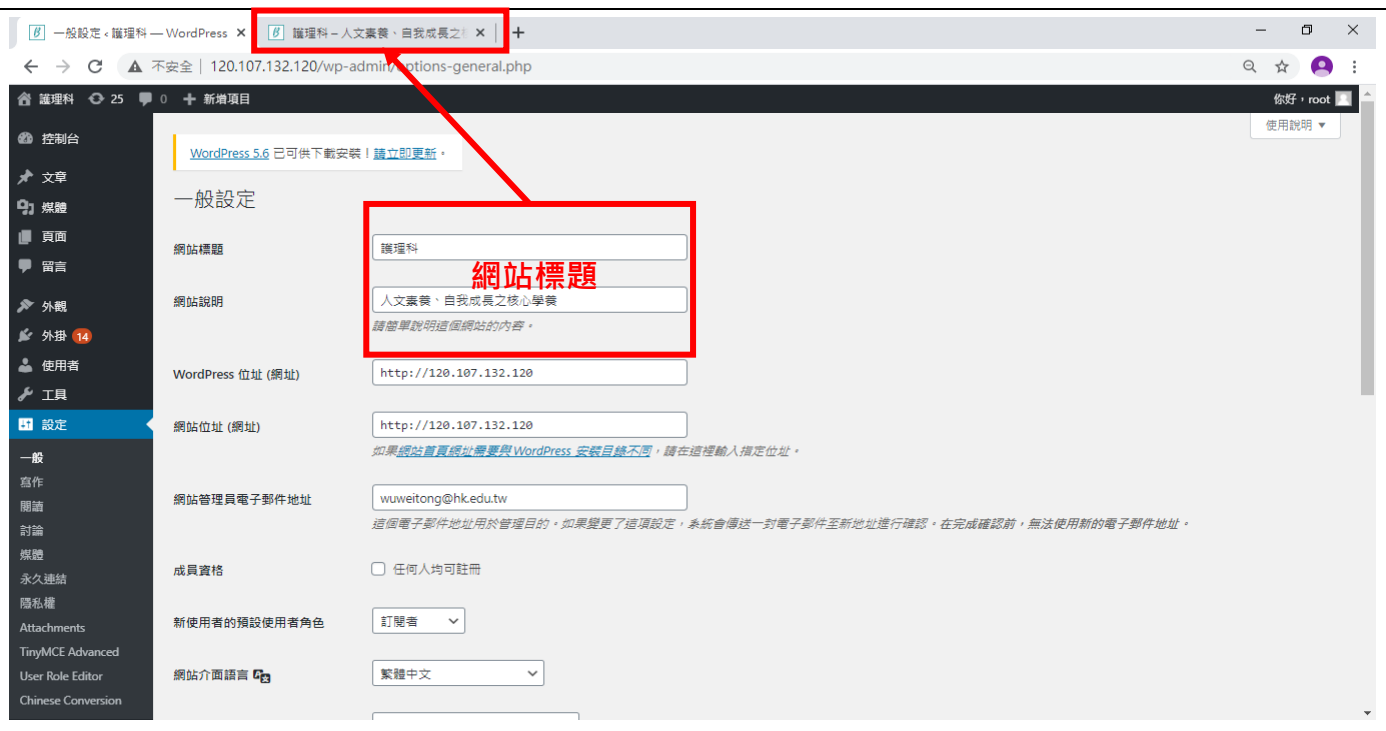 一般設定 ‹ 護理科 — WordPress
護理科 – 人文素養、自我成長之
不安全 | 120.107.132.120/wp-admin/options-general.php
護理科 25 0 新增項目 你好，root
使用說明
控制台
文章
媒體
頁面
留言
外觀
外掛 14
使用者
工具
設定
一般
寫作
閱讀
討論
媒體
永久連結
隱私權
Attachments
TinyMCE Advanced
User Role Editor
Chinese Conversion
WordPress 5.6 已可供下載安裝！請立即更新。
一般設定
網站標題 護理科
網站標題
網站說明 人文素養、自我成長之核心學養
請簡單說明這個網站的內容。
WordPress 位址 (網址) http://120.107.132.120
網站位址 (網址) http://120.107.132.120
如果網站首頁網址需要與 WordPress 安裝目錄不同，請在這裡輸入指定位址。
網站管理員電子郵件地址 wuweitong@hk.edu.tw
這個電子郵件地址用於管理目的。如果變更了這項設定，系統會傳送一封電子郵件至新地址進行確認。在完成確認前，無法使用新的電子郵件地址。
成員資格 任何人均可註冊
新使用者的預設使用者角色 訂閱者
網站介面語言 繁體中文